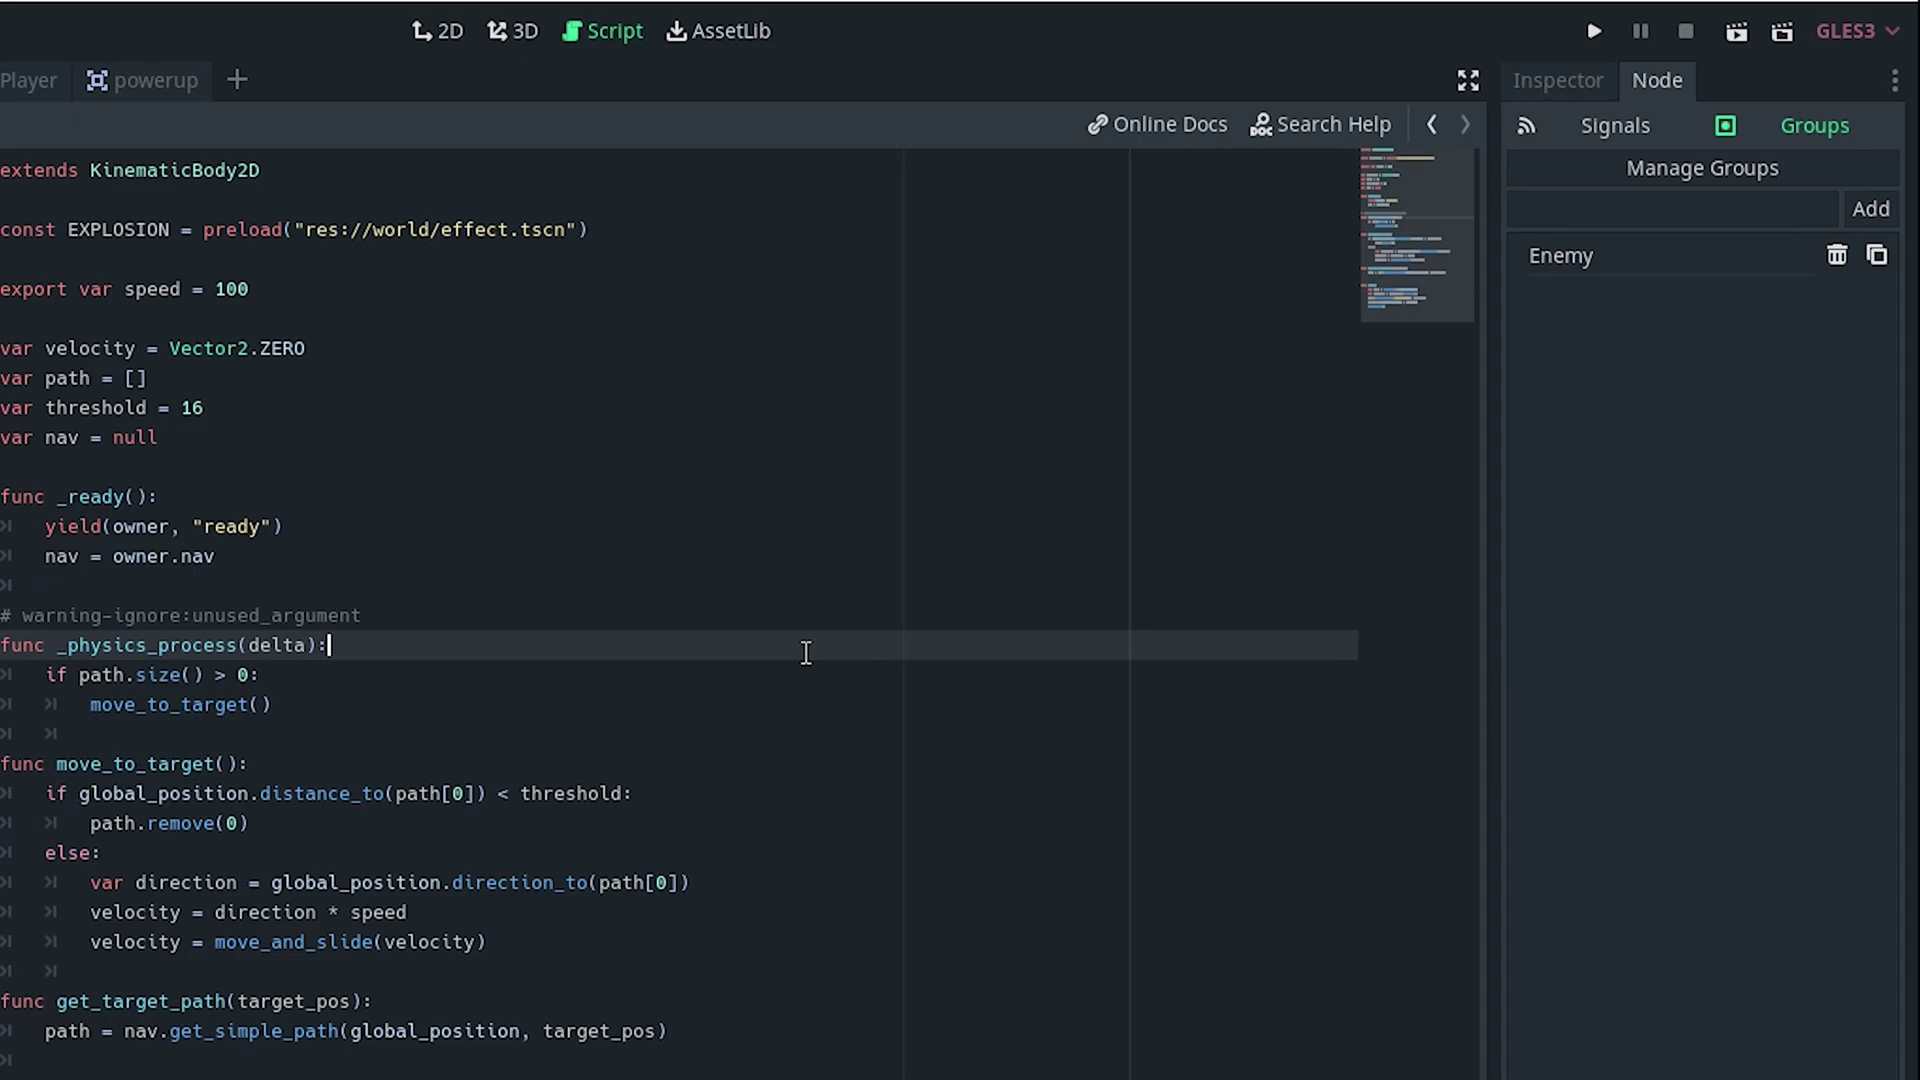 2D 3D Script AssetLib GLES3
Player powerup + Inspector Node
Online Docs Search Help Signals Groups
Manage Groups
Add
Enemy
extends KinematicBody2D
const EXPLOSION = preload("res://world/effect.tscn")
export var speed = 100
var velocity = Vector2.ZERO
var path = []
var threshold = 16
var nav = null
func _ready():
yield(owner, "ready")
nav = owner.nav
# warning-ignore:unused_argument
func _physics_process(delta):
if path.size() > 0:
move_to_target()
func move_to_target():
if global_position.distance_to(path[0]) < threshold:
path.remove(0)
else:
var direction = global_position.direction_to(path[0])
velocity = direction * speed
velocity = move_and_slide(velocity)
func get_target_path(target_pos):
path = nav.get_simple_path(global_position, target_pos)